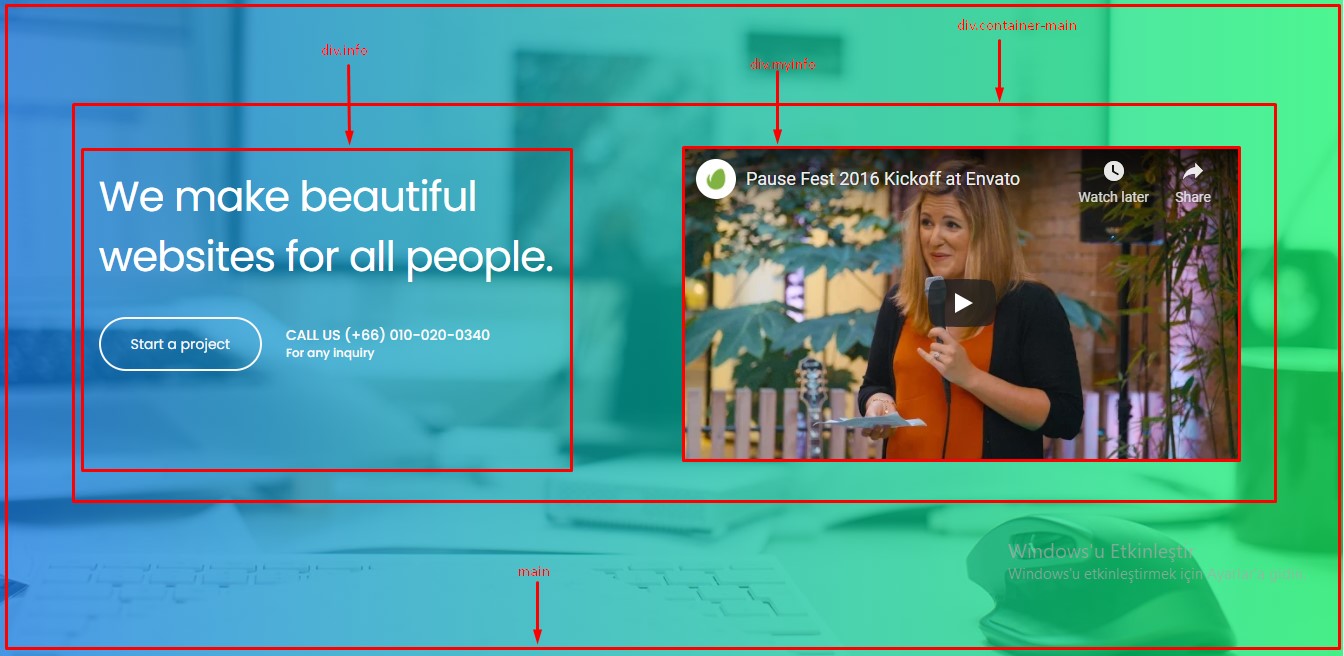 div.container-main
div.info
div.myinfo
We make beautiful
websites for all people.
Start a project
CALL US (+66) 010-020-0340
For any inquiry
Pause Fest 2016 Kickoff at Envato
Watch later
Share
Windows'u Etkinleştir
Windows'u etkinleştirmek için
main